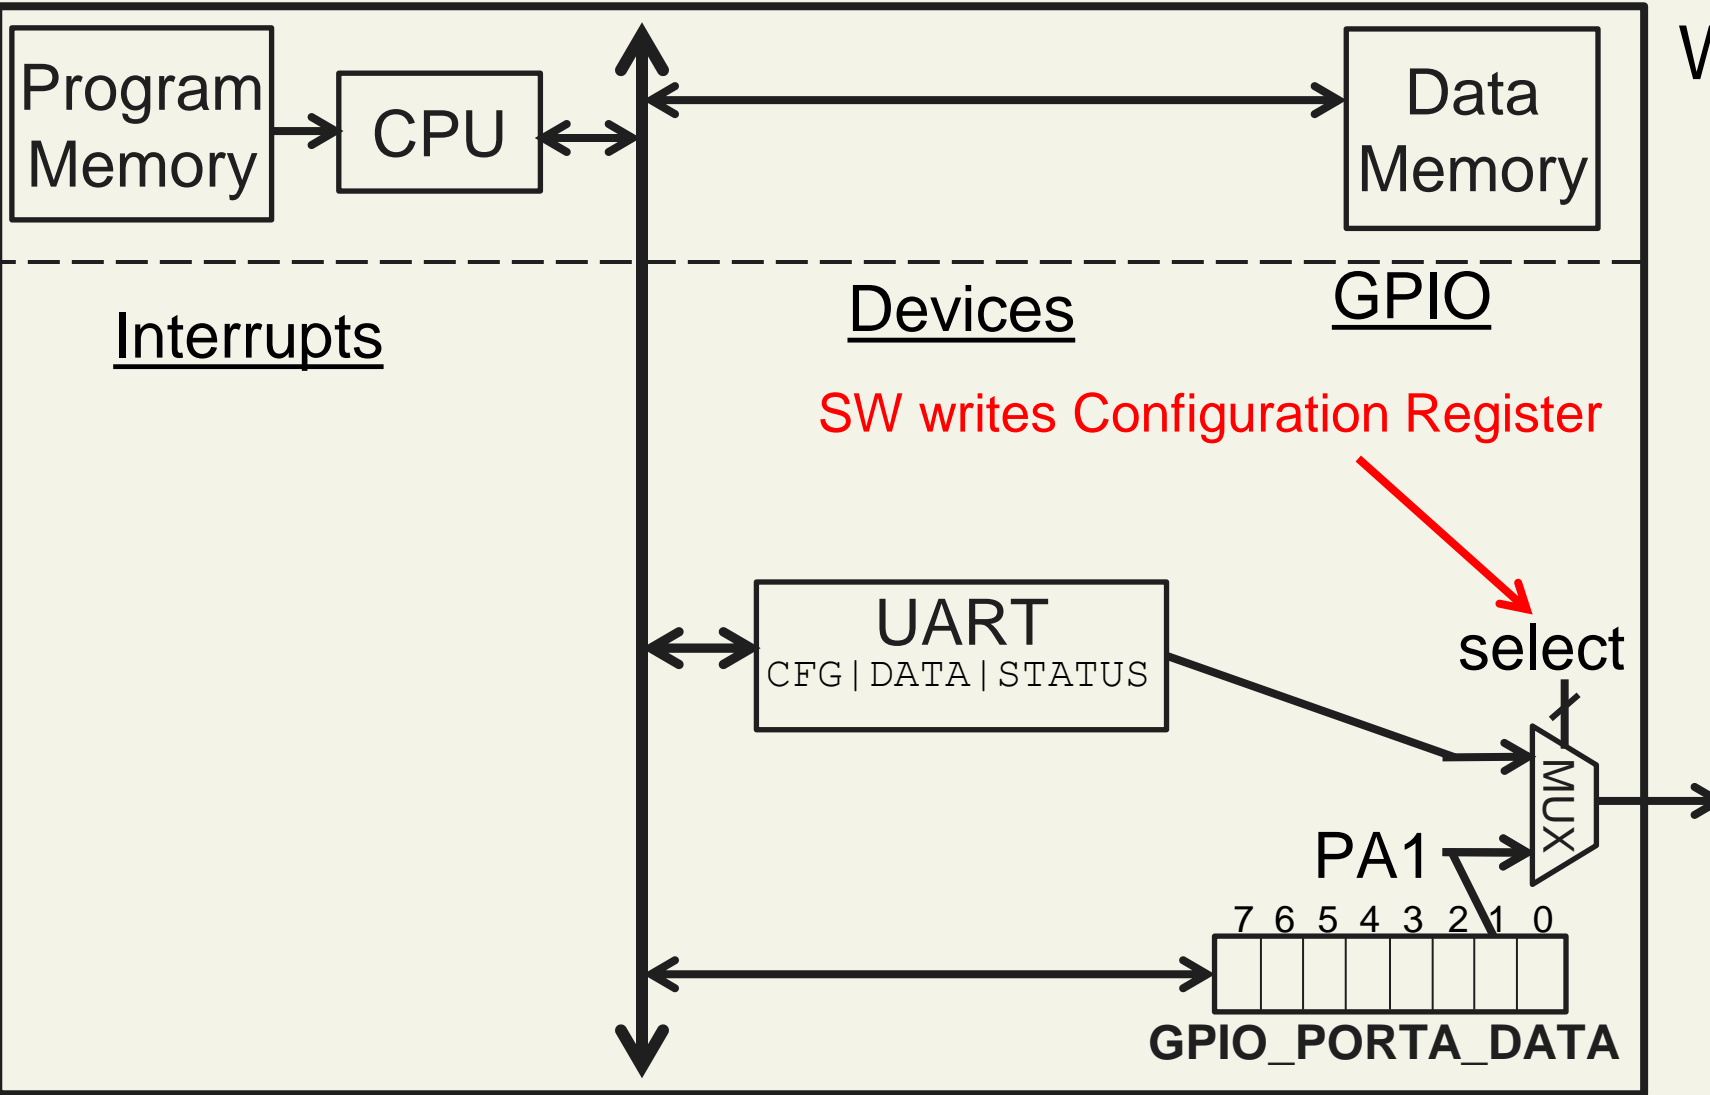 Program
Memory
CPU
Data
Memory
Interrupts
Devices
GPIO
SW writes Configuration Register
UART
CFG|DATA|STATUS
select
MUX
PA1
7 6 5 4 3 2 1 0
GPIO_PORTA_DATA